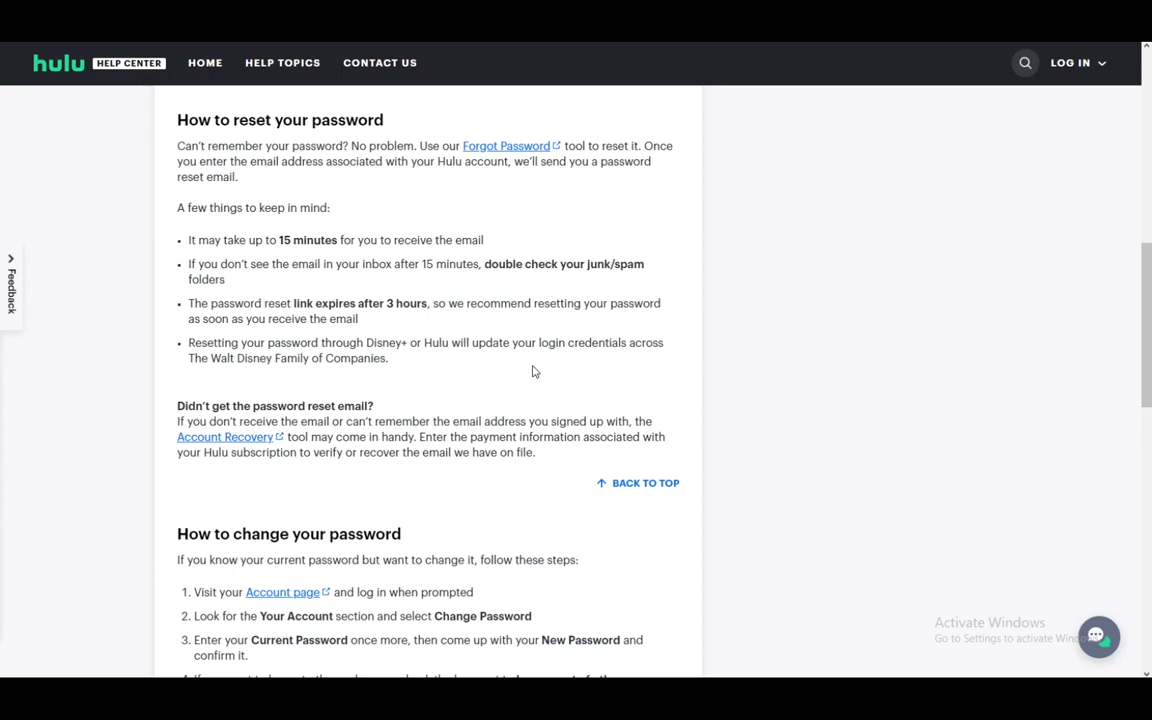 hulu HELP CENTER HOME HELP TOPICS CONTACT US LOG IN
How to reset your password
Can't remember your password? No problem. Use our Forgot Password tool to reset it. Once
you enter the email address associated with your Hulu account, we'll send you a password
reset email.
A few things to keep in mind:
• It may take up to 15 minutes for you to receive the email
• If you don't see the email in your inbox after 15 minutes, double check your junk/spam
folders
• The password reset link expires after 3 hours, so we recommend resetting your password
as soon as you receive the email
• Resetting your password through Disney+ or Hulu will update your login credentials across
The Walt Disney Family of Companies.
Feedback
Didn't get the password reset email?
If you don't receive the email or can't remember the email address you signed up with, the
Account Recovery tool may come in handy. Enter the payment information associated with
your Hulu subscription to verify or recover the email we have on file.
BACK TO TOP
How to change your password
If you know your current password but want to change it, follow these steps:
1. Visit your Account page and log in when prompted
2. Look for the Your Account section and select Change Password
3. Enter your Current Password once more, then come up with your New Password and
confirm it.
Activate Windows
Go to Settings to activate